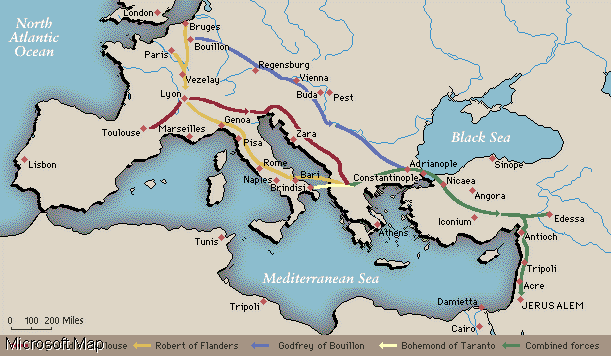 London
North
Atlantic
Ocean
Bruges
Bouillon
Paris
Regensburg
Vienna
Vezelay
Buda
Pest
Lyon
Genoa
Toulouse
Marseilles
Zara
Pisa
Black Sea
Lisbon
Rome
Bari
Adrianople
Sinope
Naples
Constantinople
Nicaea
Brindisi
Angora
Iconium
Edessa
Athens
Antioch
Tunis
Mediterranean Sea
Tripoli
Tripoli
Acre
Damietta
JERUSALEM
0 100 200 Miles
Cairo
Microsoft Map
louse
Robert of Flanders
Godfrey of Bouillon
Bohemond of Taranto
Combined forces